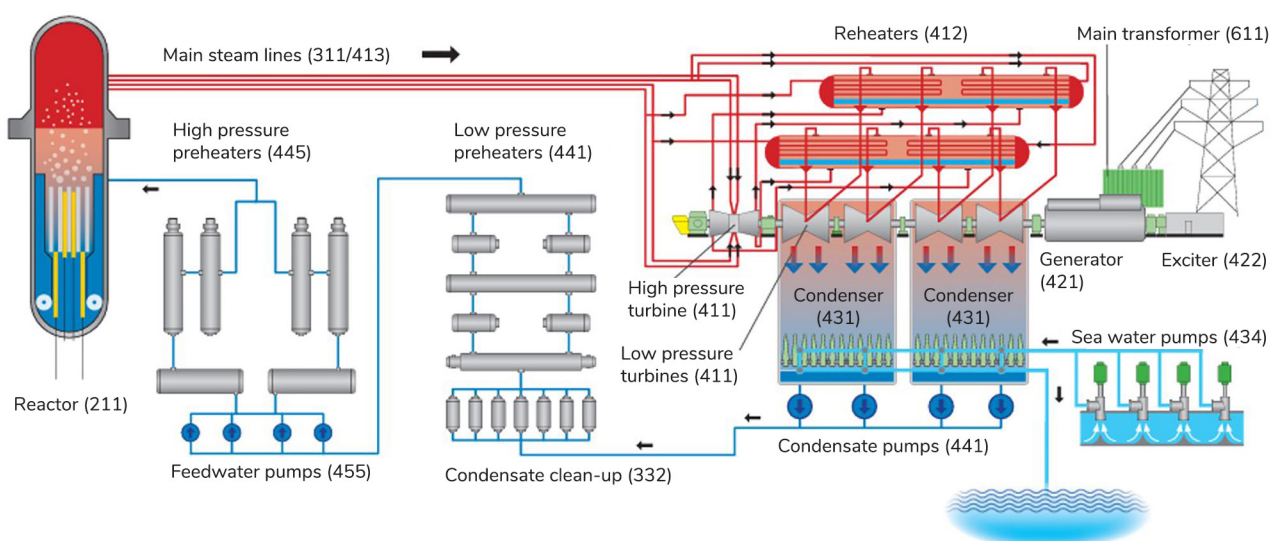 Main steam lines (311/413)
Reheaters (412)
Main transformer (611)
High pressure
preheaters (445)
Low pressure
preheaters (441)
High pressure
turbine (411)
Low pressure
turbines (411)
Condenser
(431)
Condenser
(431)
Generator
(421)
Exciter (422)
Sea water pumps (434)
Reactor (211)
Feedwater pumps (455)
Condensate clean-up (332)
Condensate pumps (441)